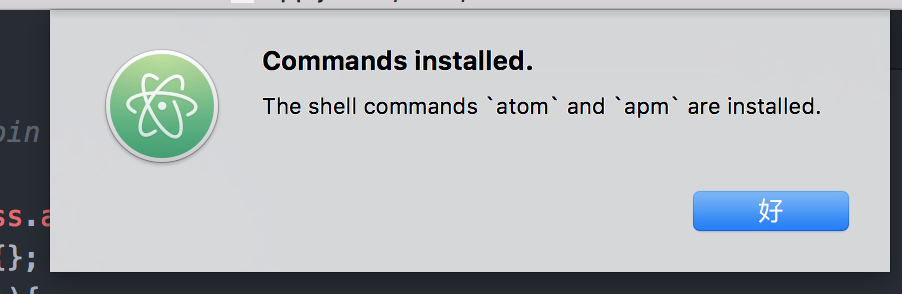 Commands installed.
The shell commands `atom` and `apm` are installed.
好
{};